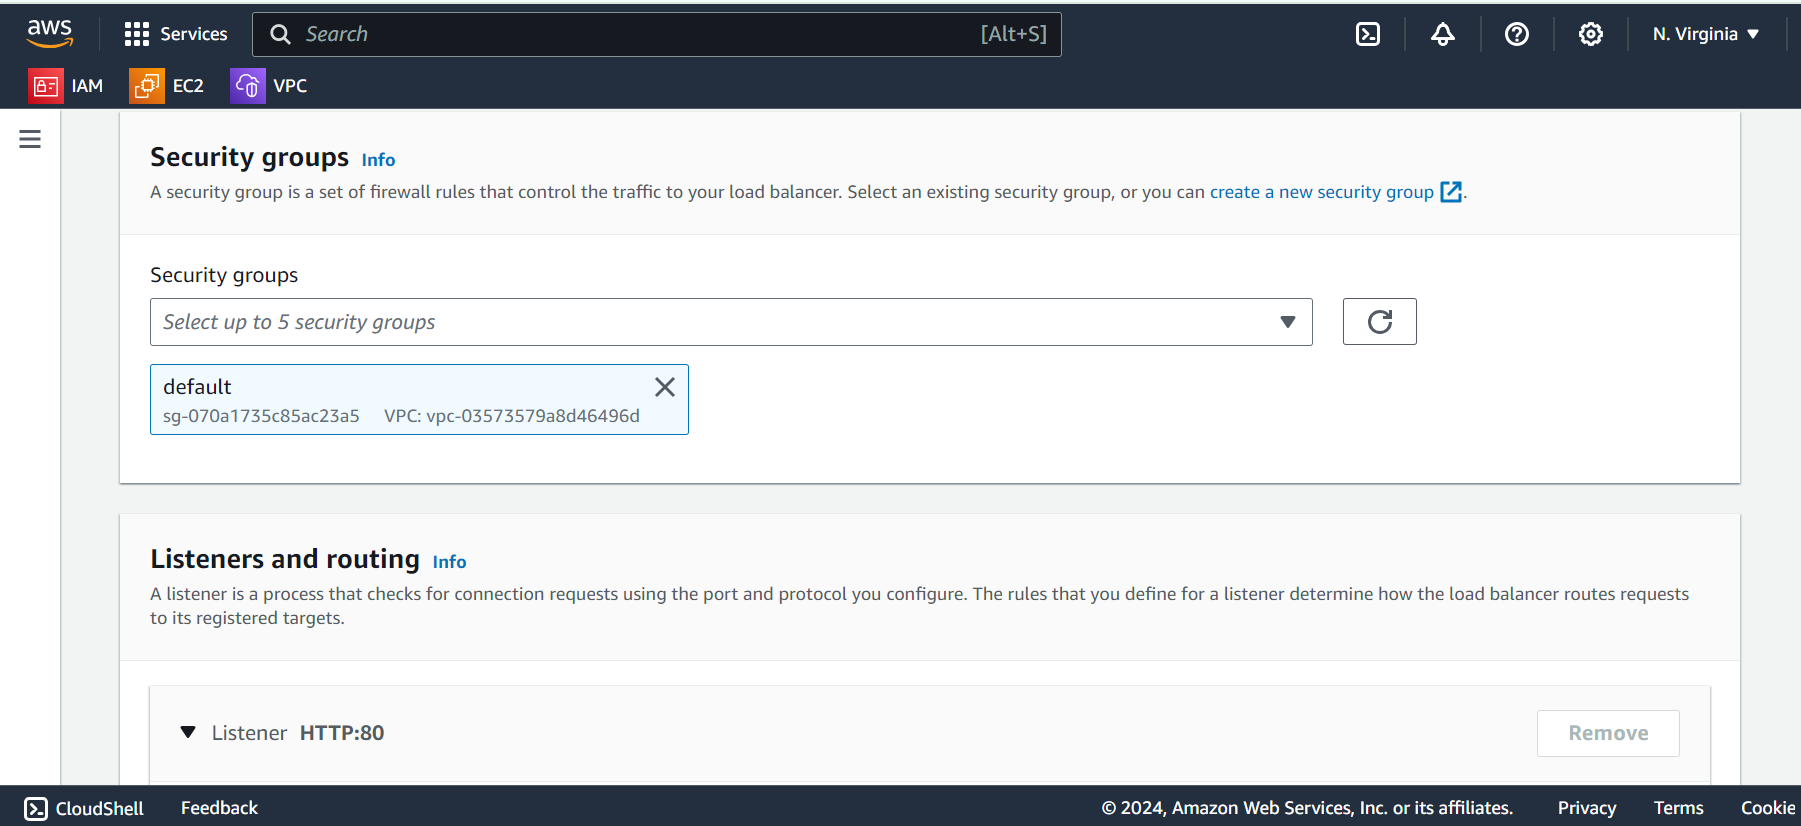 aws
Services
Search
[Alt+S]
N. Virginia
IAM
EC2
VPC
Security groups Info
A security group is a set of firewall rules that control the traffic to your load balancer. Select an existing security group, or you can create a new security group.
Security groups
Select up to 5 security groups
default
sg-070a1735c85ac23a5 VPC: vpc-03573579a8d46496d
Listeners and routing Info
A listener is a process that checks for connection requests using the port and protocol you configure. The rules that you define for a listener determine how the load balancer routes requests
to its registered targets.
Listener HTTP:80
Remove
CloudShell
Feedback
© 2024, Amazon Web Services, Inc. or its affiliates.
Privacy
Terms
Cookie